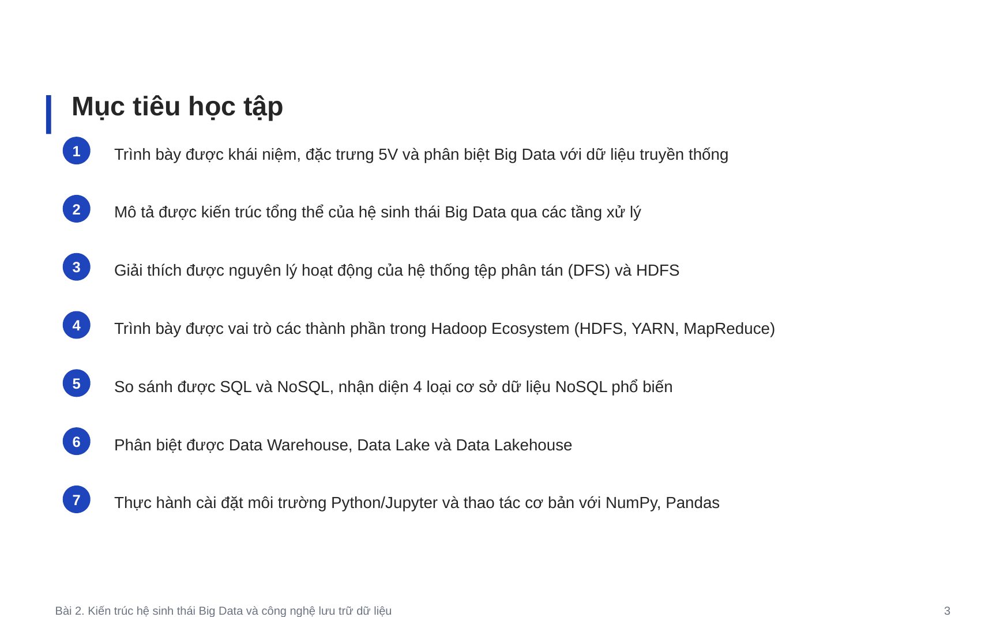 Mục tiêu học tập
1 Trình bày được khái niệm, đặc trưng 5V và phân biệt Big Data với dữ liệu truyền thống
2 Mô tả được kiến trúc tổng thể của hệ sinh thái Big Data qua các tầng xử lý
3 Giải thích được nguyên lý hoạt động của hệ thống tệp phân tán (DFS) và HDFS
4 Trình bày được vai trò các thành phần trong Hadoop Ecosystem (HDFS, YARN, MapReduce)
5 So sánh được SQL và NoSQL, nhận diện 4 loại cơ sở dữ liệu NoSQL phổ biến
6 Phân biệt được Data Warehouse, Data Lake và Data Lakehouse
7 Thực hành cài đặt môi trường Python/Jupyter và thao tác cơ bản với NumPy, Pandas
Bài 2. Kiến trúc hệ sinh thái Big Data và công nghệ lưu trữ dữ liệu 3